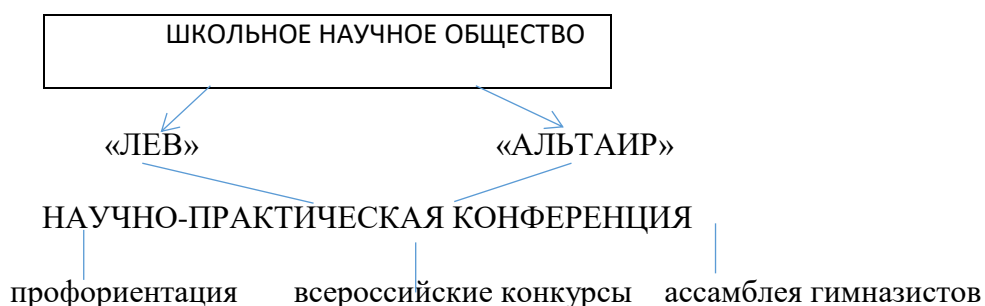 ШКОЛЬНОЕ НАУЧНОЕ ОБЩЕСТВО
«ЛЕВ» «АЛЬТАИР»
НАУЧНО-ПРАКТИЧЕСКАЯ КОНФЕРЕНЦИЯ
профориентация всероссийские конкурсы ассамблея гимназистов